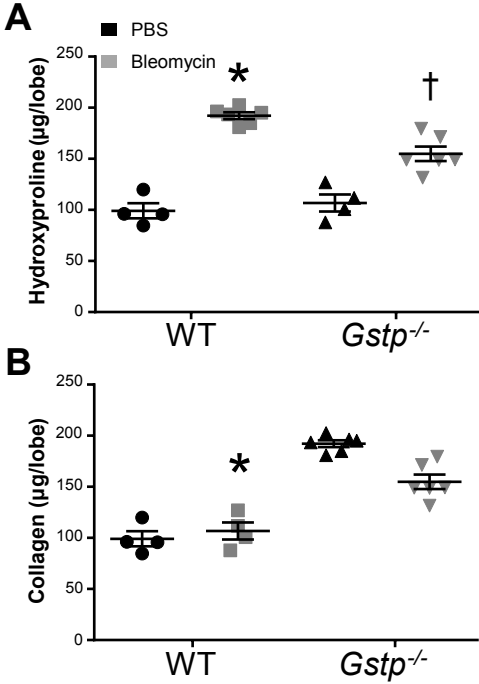 A
PBS
Bleomycin
Hydroxyproline (µg/lobe)
250
200
150
100
50
0
*
†
WT
Gstp-/-
B
Collagen (µg/lobe)
250
200
150
100
50
0
*
WT
Gstp-/-